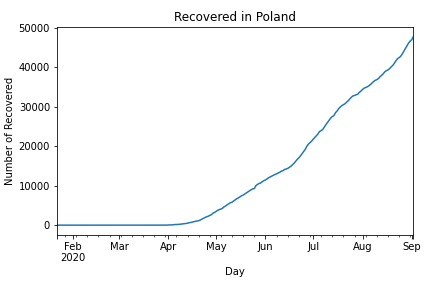 Recovered in Poland
Number of Recovered
50000
40000
30000
20000
10000
0
Feb Mar Apr May Jun Jul Aug Sep
2020
Day